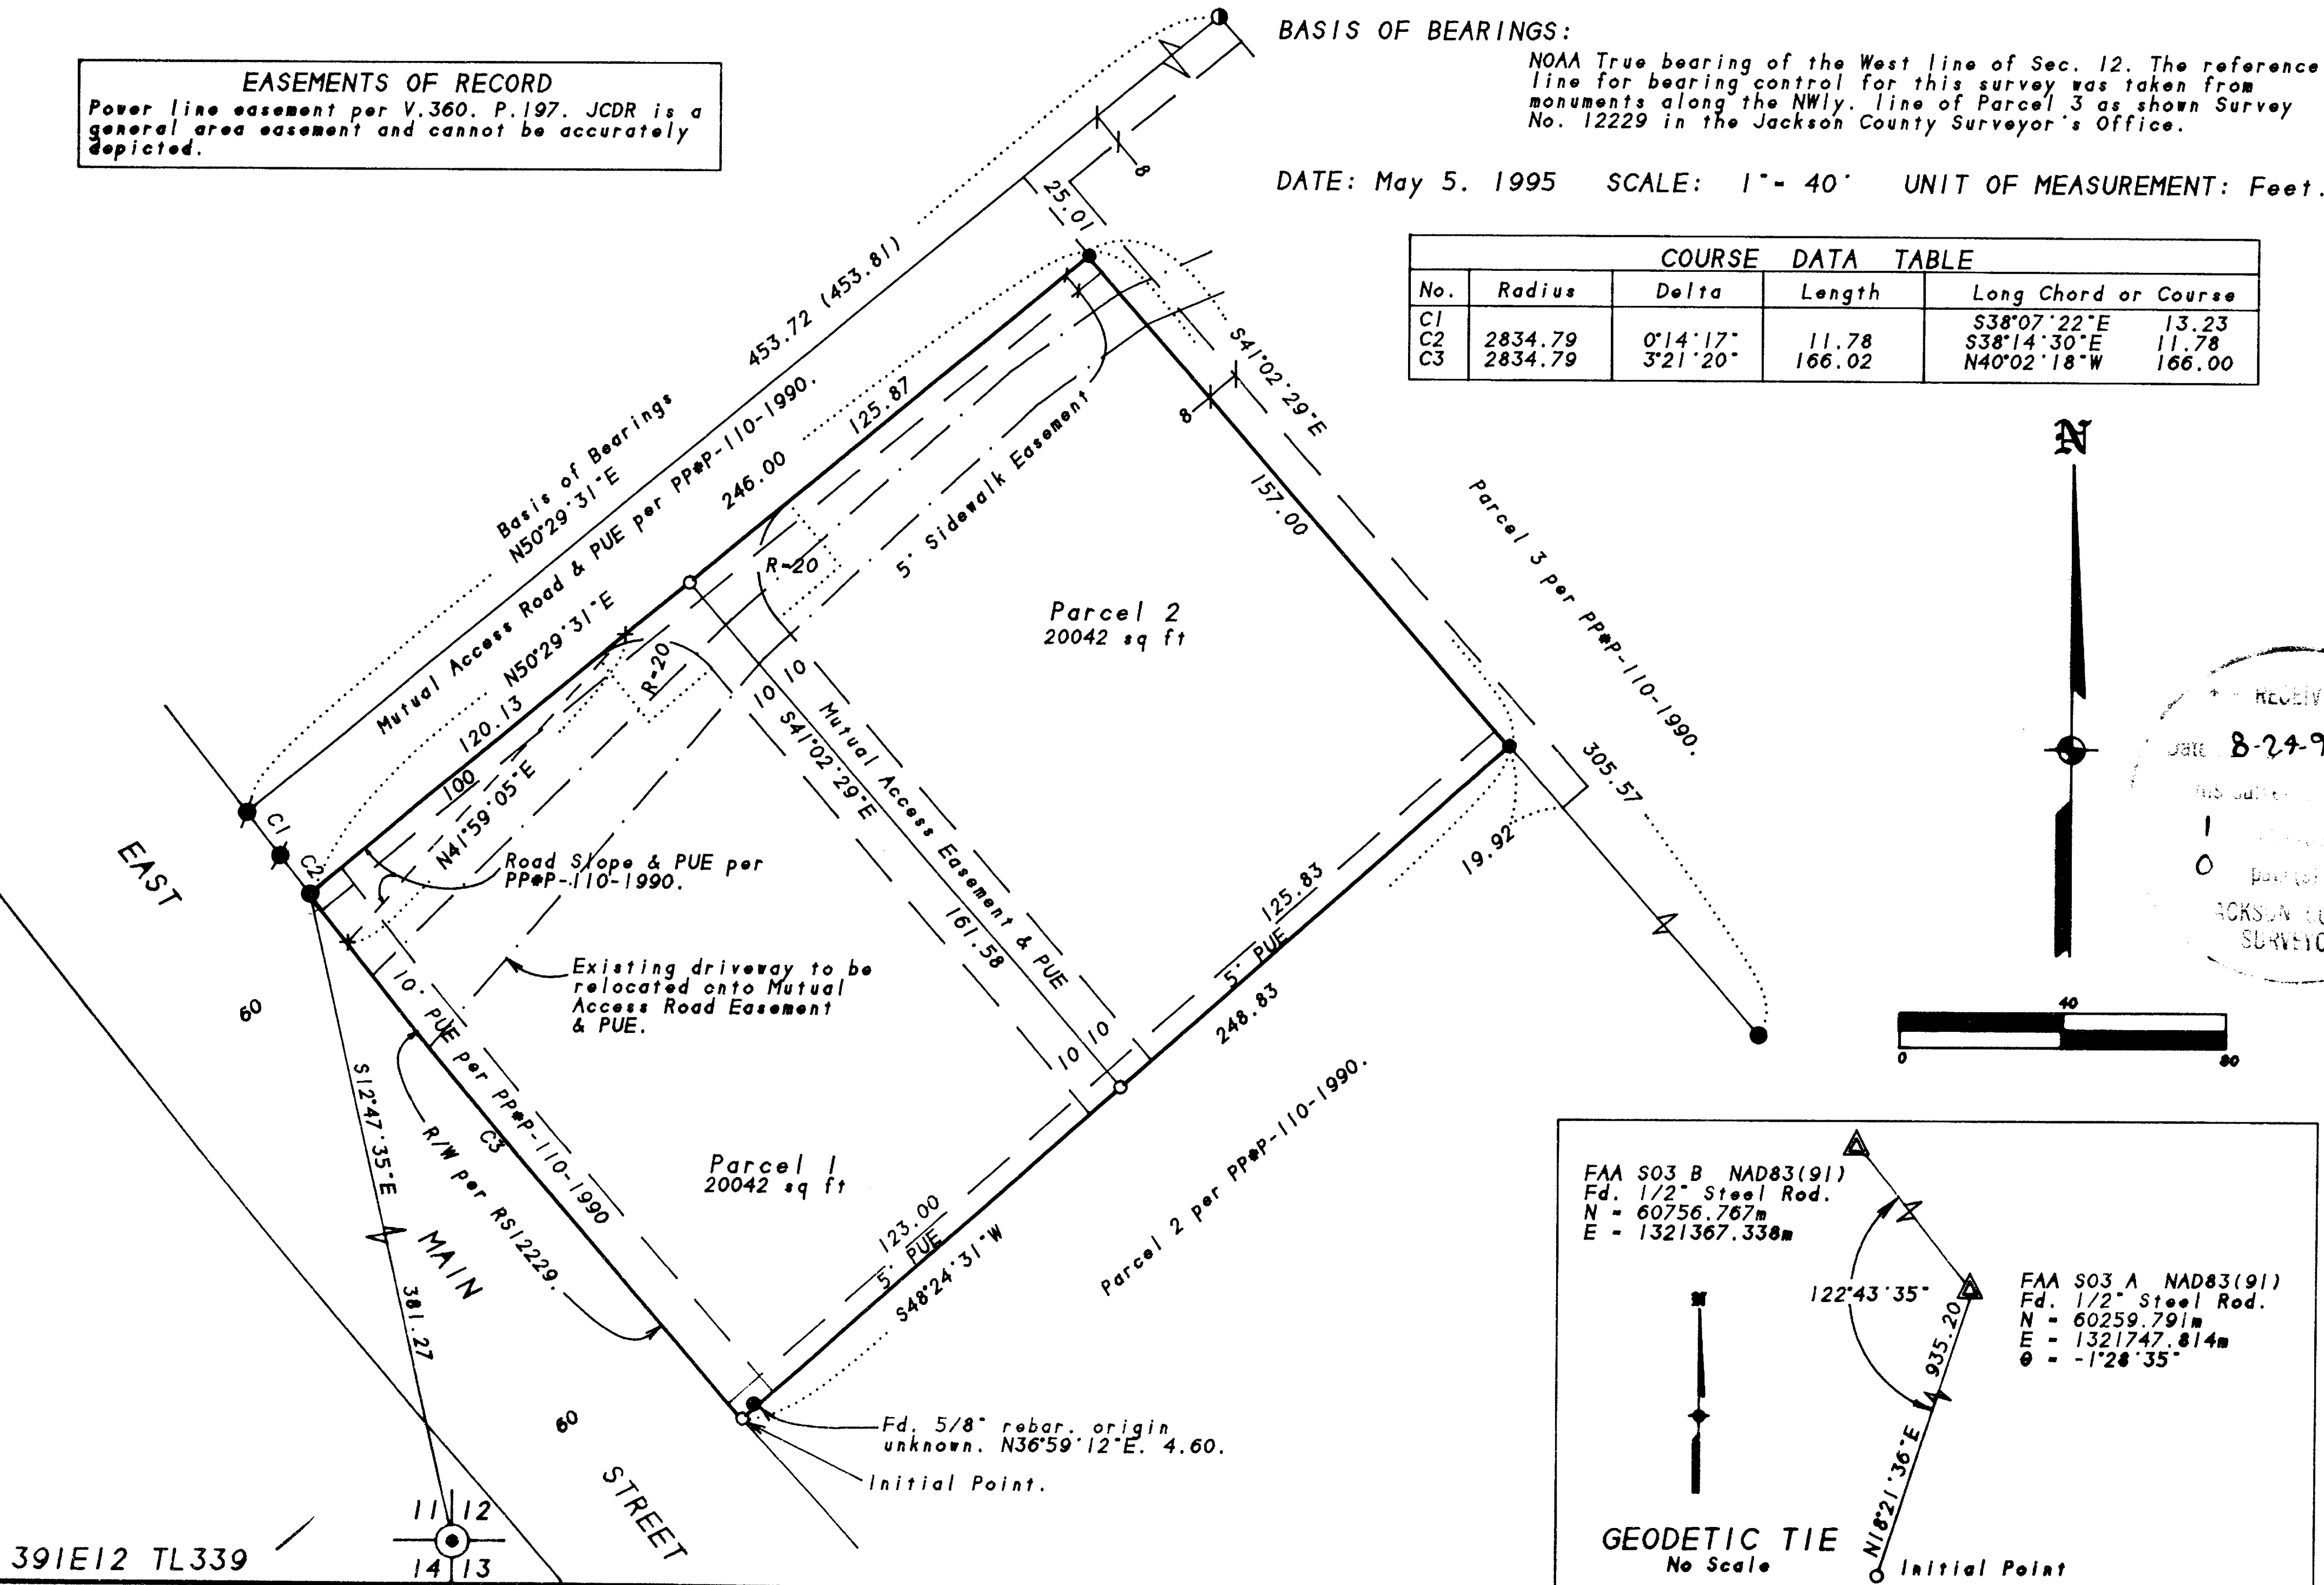 EASEMENTS OF RECORD
Power line easement per V.360. P.197. JCDR is a
general area easement and cannot be accurately
depicted.
BASIS OF BEARINGS:
NOAA True bearing of the West line of Sec. 12. The reference
line for bearing control for this survey was taken from
monuments along the NWly. line of Parcel 3 as shown Survey
No. 12229 in the Jackson County Surveyor's Office.
DATE: May 5. 1995 SCALE: 1"= 40' UNIT OF MEASUREMENT: Feet.
COURSE DATA TABLE
No. Radius Delta Length Long Chord or Course
C1 S38°07'22"E 13.23
C2 2834.79 0°14'17" 11.78 S38°14'30"E 11.78
C3 2834.79 3°21'20" 166.02 N40°02'18"W 166.00
453.72 (453.81)
Basis of Bearings
N50°29'31"E
Mutual Access Road & PUE per PP#P-110-1990.
8
25.01
125.87
246.00
N50°29'31"E
120.13
100
N41°59'05"E
5' Sidewalk Easement
R=20
R=20
S41°02'29"E
8
157.00
Parcel 3 per PP#P-110-1990.
Parcel 2
20042 sq ft
10 10
10 S41°02'29"E
Mutual Access Easement & PUE
161.58
10 10
C1
C2
Road Slope & PUE per
PP#P-110-1990.
Existing driveway to be
relocated onto Mutual
Access Road Easement
& PUE.
10' PUE per PP#P-110-1990
R/W per RS12229.
C3
S12°47'35"E
381.27
EAST
MAIN
STREET
60
60
Parcel 1
20042 sq ft
125.83
5' PUE
248.83
123.00
5' PUE
S48°24'31"W
Parcel 2 per PP#P-110-1990.
305.57
19.92
Fd. 5/8" rebar. origin
unknown. N36°59'12"E. 4.60.
Initial Point.
11 12
14 13
391E12 TL339
N
RECEIV
Date 8-24-9
1
0
ACKSON COU
SURVEYO
40
0 80
FAA S03 B NAD83(91)
Fd. 1/2" Steel Rod.
N = 60756.767m
E = 1321367.338m
122°43'35"
FAA S03 A NAD83(91)
Fd. 1/2" Steel Rod.
N = 60259.791m
E = 1321747.814m
θ = -1°28'35"
935.20
N18°21'36"E
N
GEODETIC TIE
No Scale
Initial Point